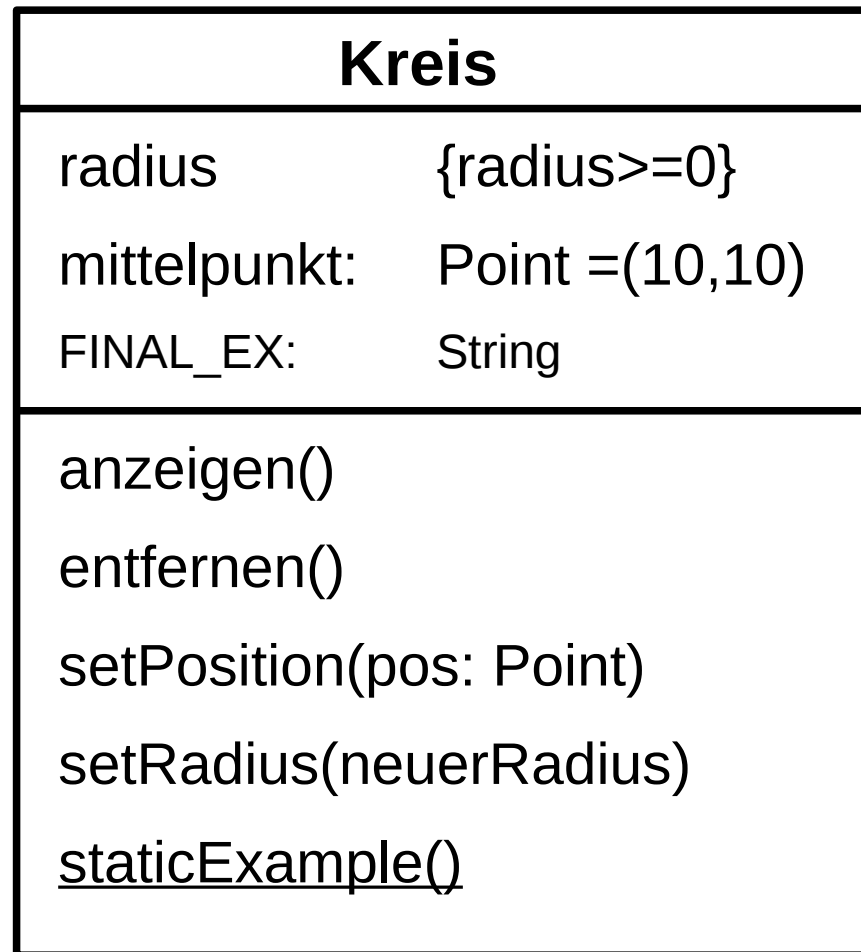 Kreis
radius {radius>=0}
mittelpunkt: Point =(10,10)
FINAL_EX: String
anzeigen()
entfernen()
setPosition(pos: Point)
setRadius(neuerRadius)
staticExample()